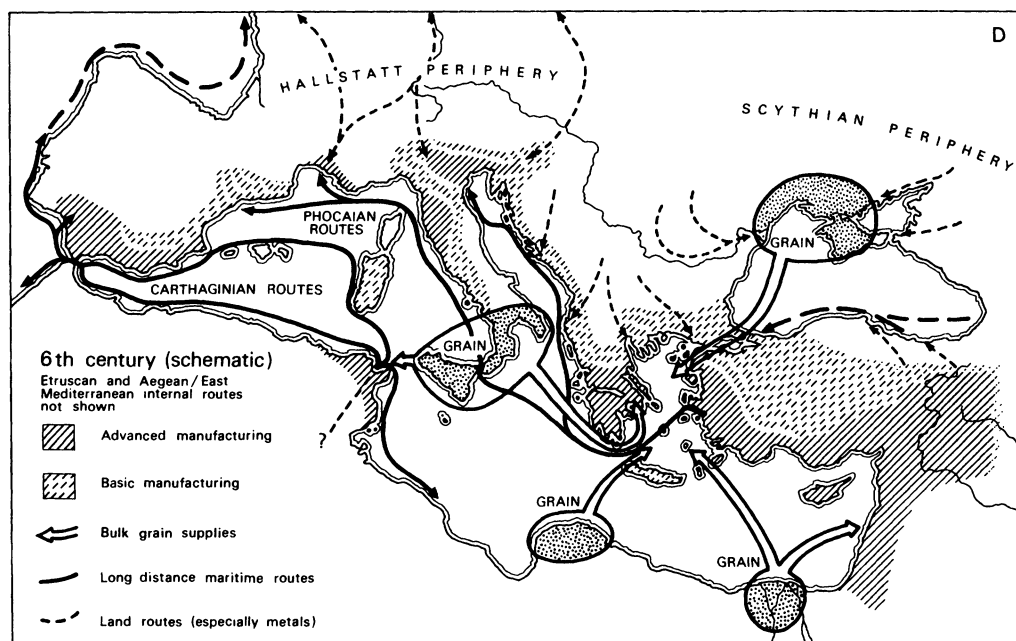 D
HALLSTATT PERIPHERY
SCYTHIAN PERIPHERY
PHOCAIAN
ROUTES
GRAIN
CARTHAGINIAN ROUTES
GRAIN
6th century (schematic)
Etruscan and Aegean/East
Mediterranean internal routes
not shown
Advanced manufacturing
?
Basic manufacturing
GRAIN
Bulk grain supplies
GRAIN
Long distance maritime routes
Land routes (especially metals)